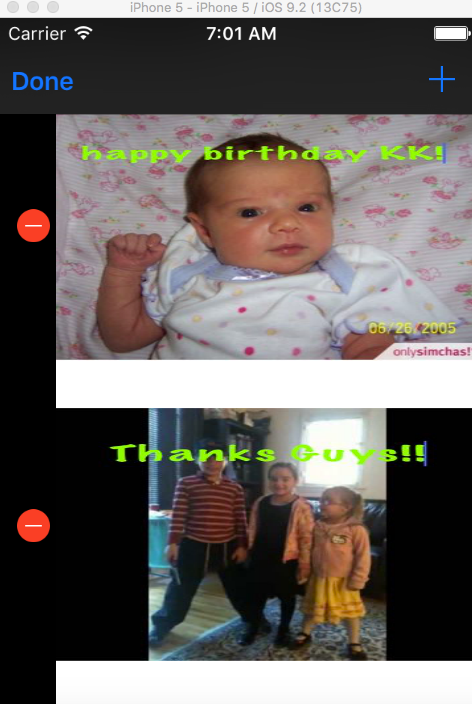 iPhone 5 - iPhone 5 / iOS 9.2 (13C75)
Carrier 7:01 AM
Done
happy birthday KK!
06/26/2005
onlysimchas!
Thanks Guys!!